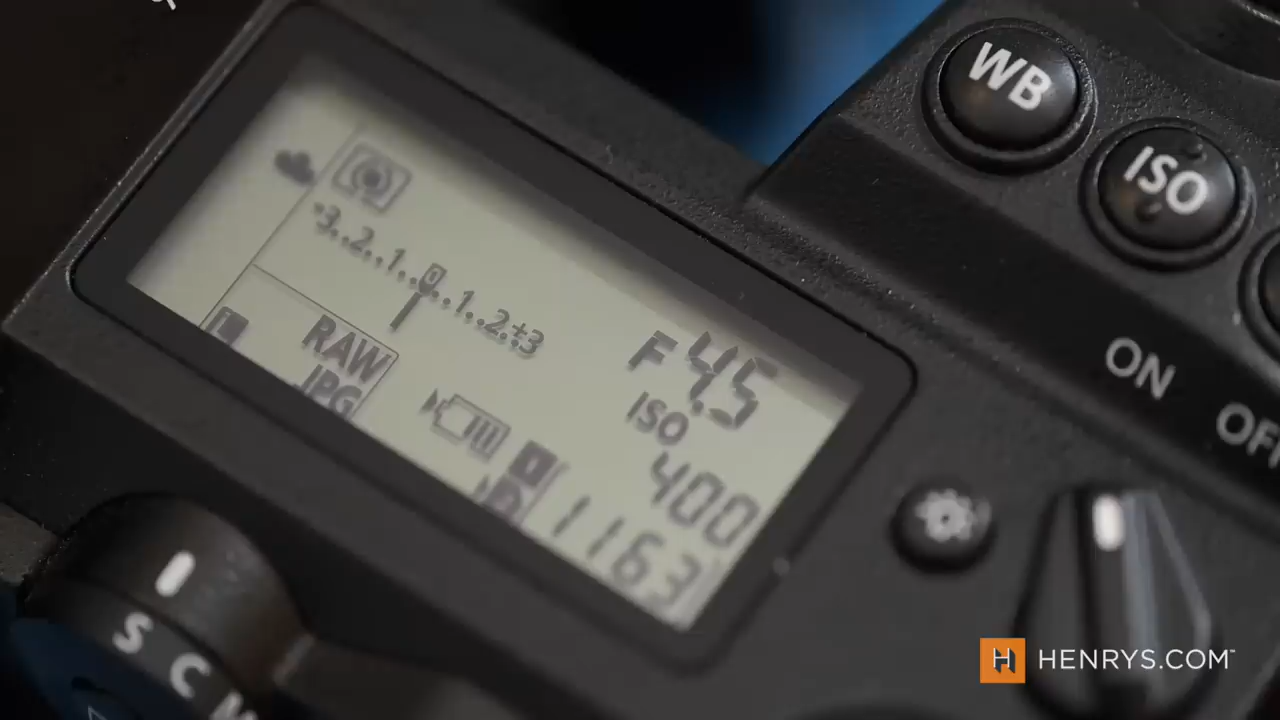 WB
ISO
-3..2..1..0..1..2.+3
RAW
JPG
F4.5
ISO
400
1163
ON
OFF
S C
H HENRYS.COM™